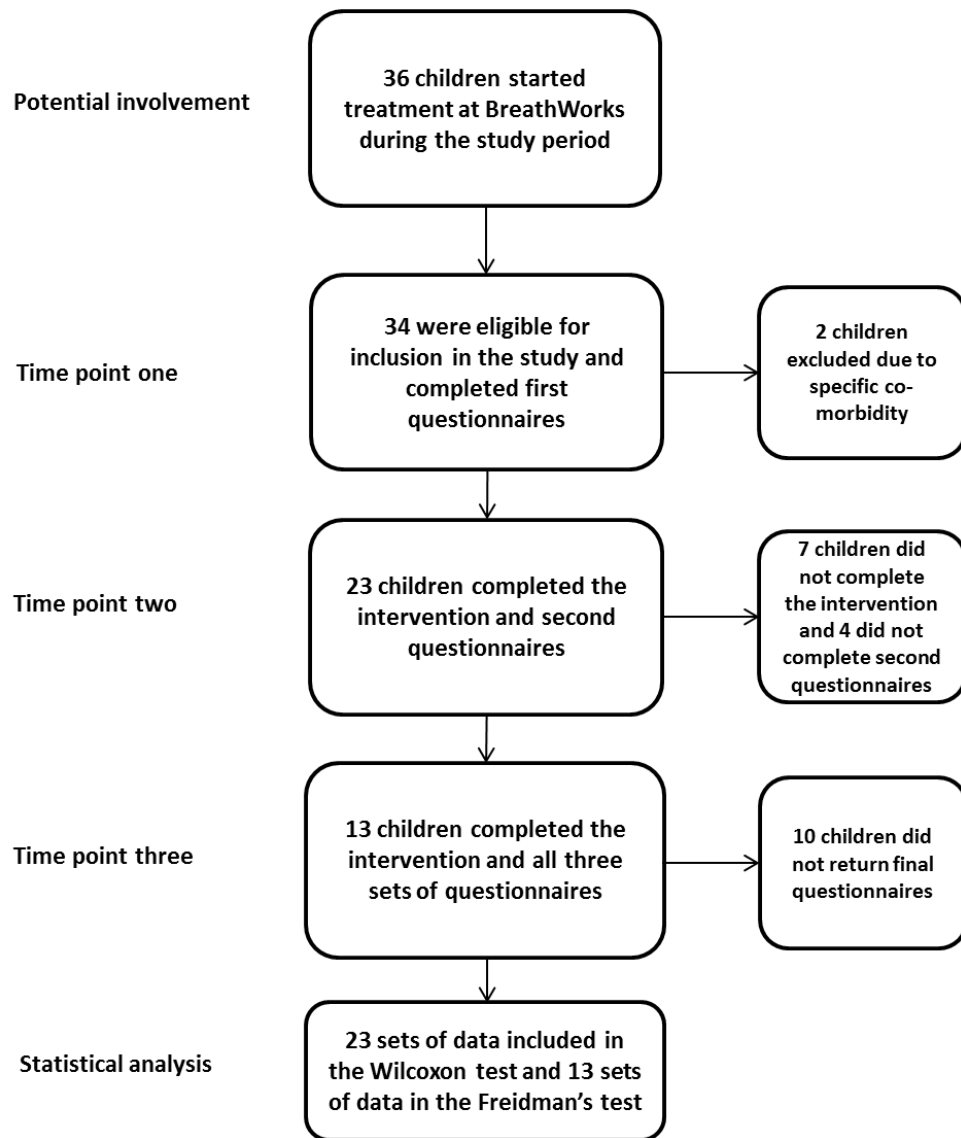 Potential involvement
36 children started
treatment at BreathWorks
during the study period
Time point one
34 were eligible for
inclusion in the study and
completed first
questionnaires
2 children
excluded due to
specific co-
morbidity
Time point two
23 children completed the
intervention and second
questionnaires
7 children did
not complete
the intervention
and 4 did not
complete second
questionnaires
Time point three
13 children completed the
intervention and all three
sets of questionnaires
10 children did
not return final
questionnaires
Statistical analysis
23 sets of data included in
the Wilcoxon test and 13 sets
of data in the Freidman's test